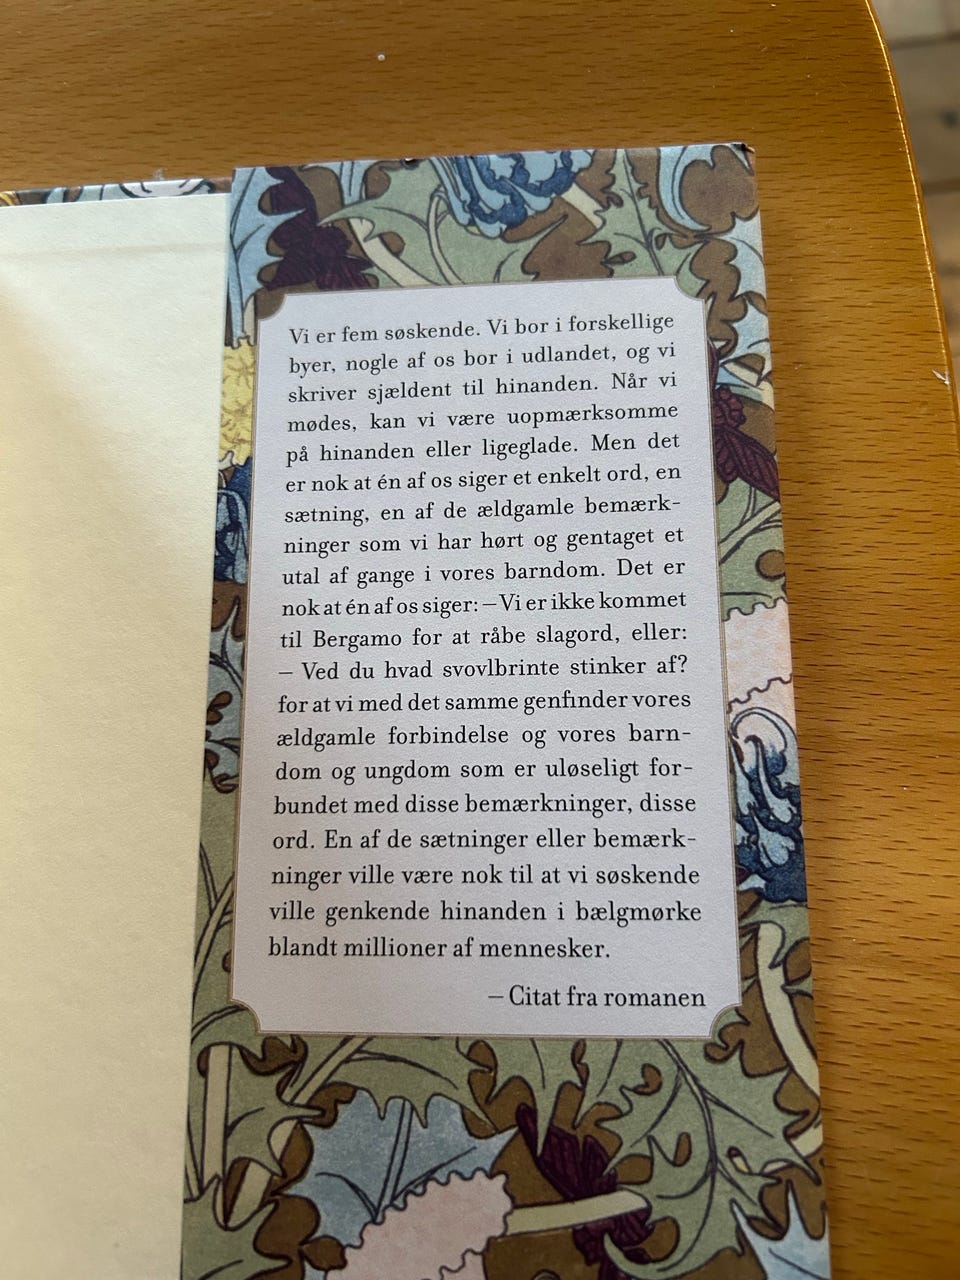 Vi er fem søskende. Vi bor i forskellige
byer, nogle af os bor i udlandet, og vi
skriver sjældent til hinanden. Når vi
mødes, kan vi være uopmærksomme
på hinanden eller ligeglade. Men det
er nok at én af os siger et enkelt ord, en
sætning, en af de ældgamle bemærk-
ninger som vi har hørt og gentaget et
utal af gange i vores barndom. Det er
nok at én af os siger: – Vi er ikke kommet
til Bergamo for at råbe slagord, eller:
– Ved du hvad svovlbrinte stinker af?
for at vi med det samme genfinder vores
ældgamle forbindelse og vores barn-
dom og ungdom som er uløseligt for-
bundet med disse bemærkninger, disse
ord. En af de sætninger eller bemærk-
ninger ville være nok til at vi søskende
ville genkende hinanden i bælgmørke
blandt millioner af mennesker.
– Citat fra romanen